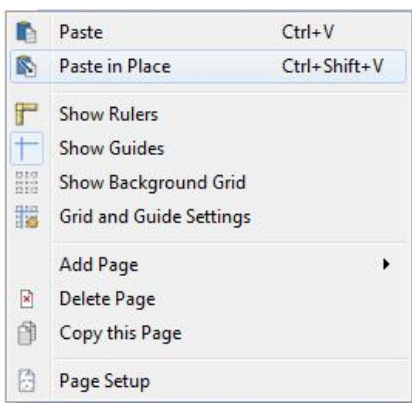 Paste Ctrl+V
Paste in Place Ctrl+Shift+V
Show Rulers
Show Guides
Show Background Grid
Grid and Guide Settings
Add Page
Delete Page
Copy this Page
Page Setup